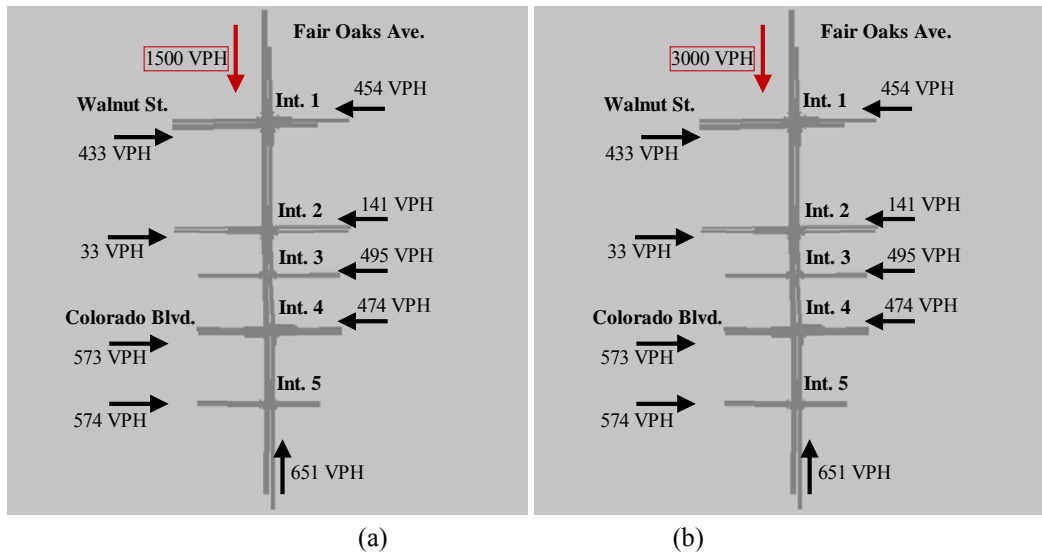 Fair Oaks Ave.
1500 VPH
454 VPH
Walnut St.
Int. 1
433 VPH
141 VPH
Int. 2
33 VPH
495 VPH
Int. 3
474 VPH
Int. 4
Colorado Blvd.
573 VPH
Int. 5
574 VPH
651 VPH
(a)
Fair Oaks Ave.
3000 VPH
454 VPH
Walnut St.
Int. 1
433 VPH
141 VPH
Int. 2
33 VPH
495 VPH
Int. 3
474 VPH
Int. 4
Colorado Blvd.
573 VPH
Int. 5
574 VPH
651 VPH
(b)